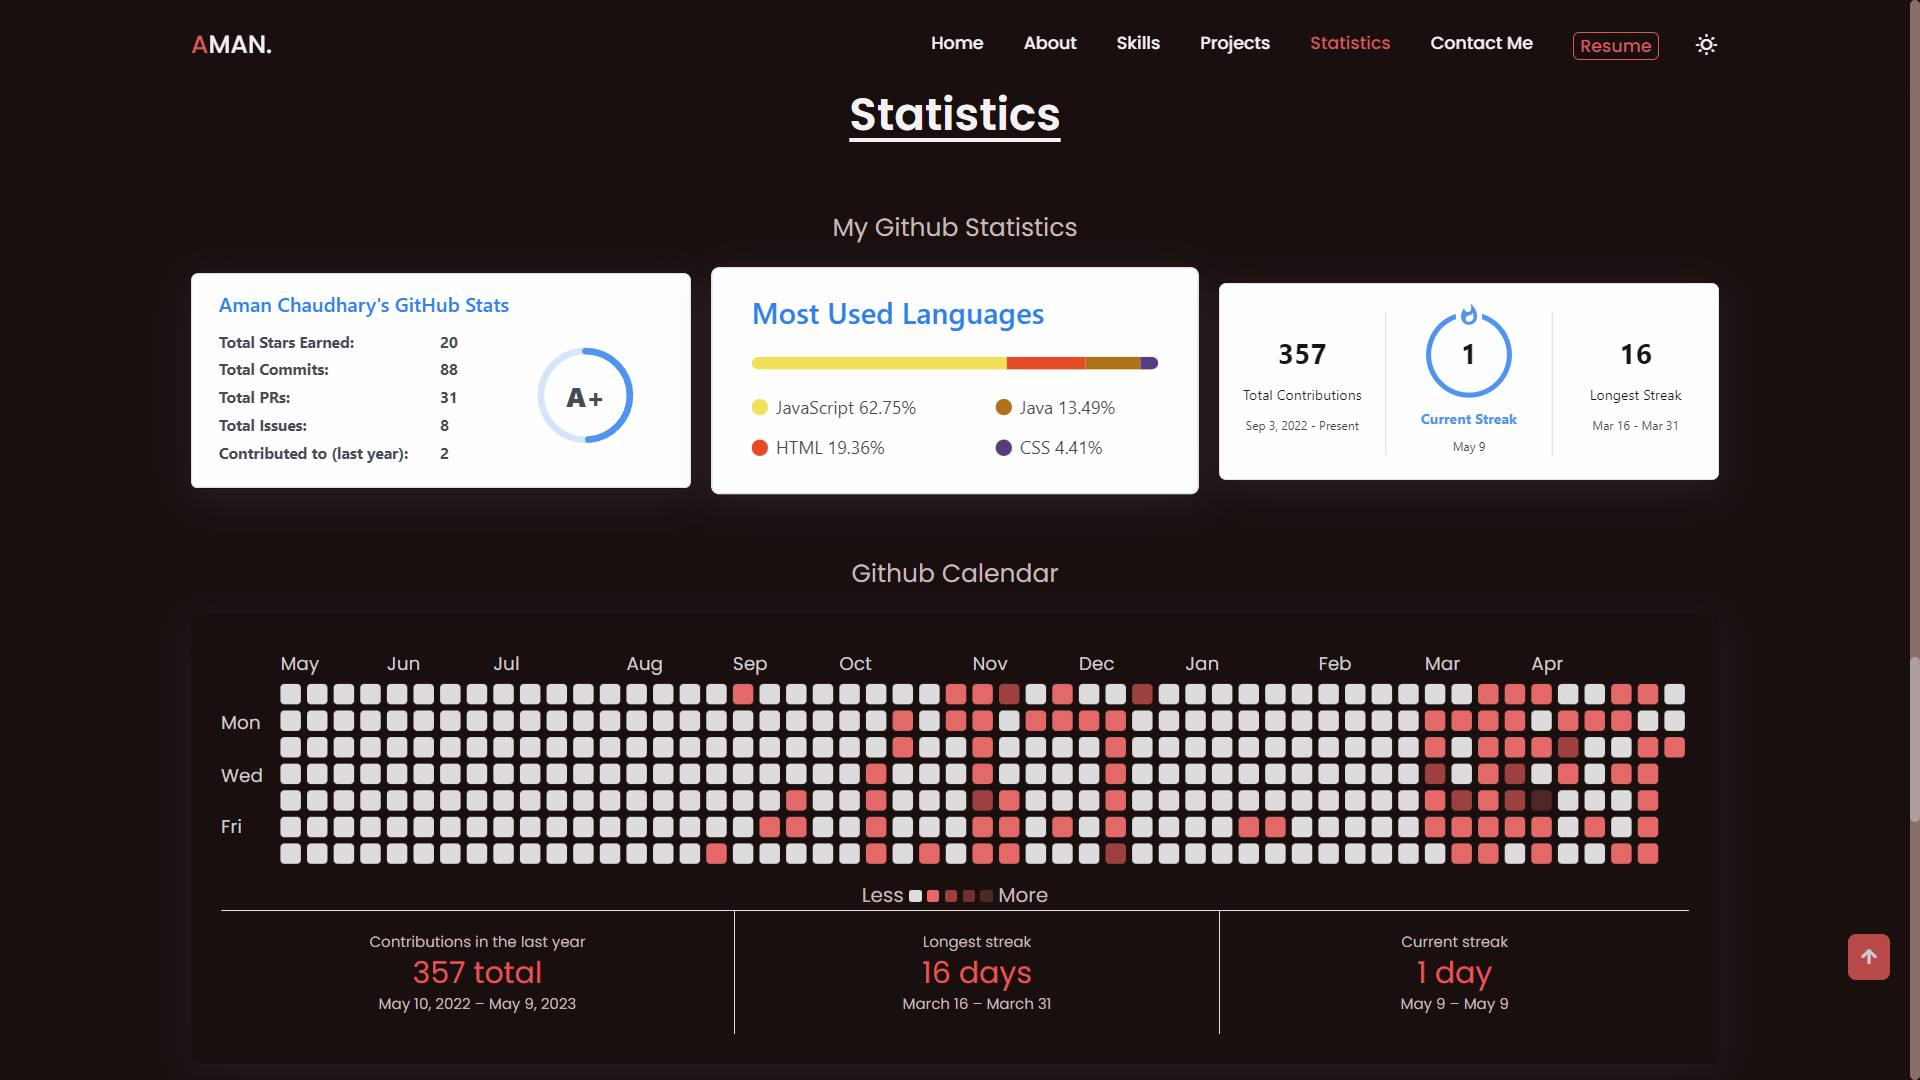 AMAN.
Home About Skills Projects Statistics Contact Me Resume
Statistics
My Github Statistics
Aman Chaudhary's GitHub Stats
Total Stars Earned: 20
Total Commits: 88
Total PRs: 31
Total Issues: 8
Contributed to (last year): 2
A+
Most Used Languages
JavaScript 62.75%
Java 13.49%
HTML 19.36%
CSS 4.41%
357
Total Contributions
Sep 3, 2022 - Present
1
Current Streak
May 9
16
Longest Streak
Mar 16 - Mar 31
Github Calendar
May Jun Jul Aug Sep Oct Nov Dec Jan Feb Mar Apr
Mon
Wed
Fri
Less More
Contributions in the last year
357 total
May 10, 2022 – May 9, 2023
Longest streak
16 days
March 16 – March 31
Current streak
1 day
May 9 – May 9